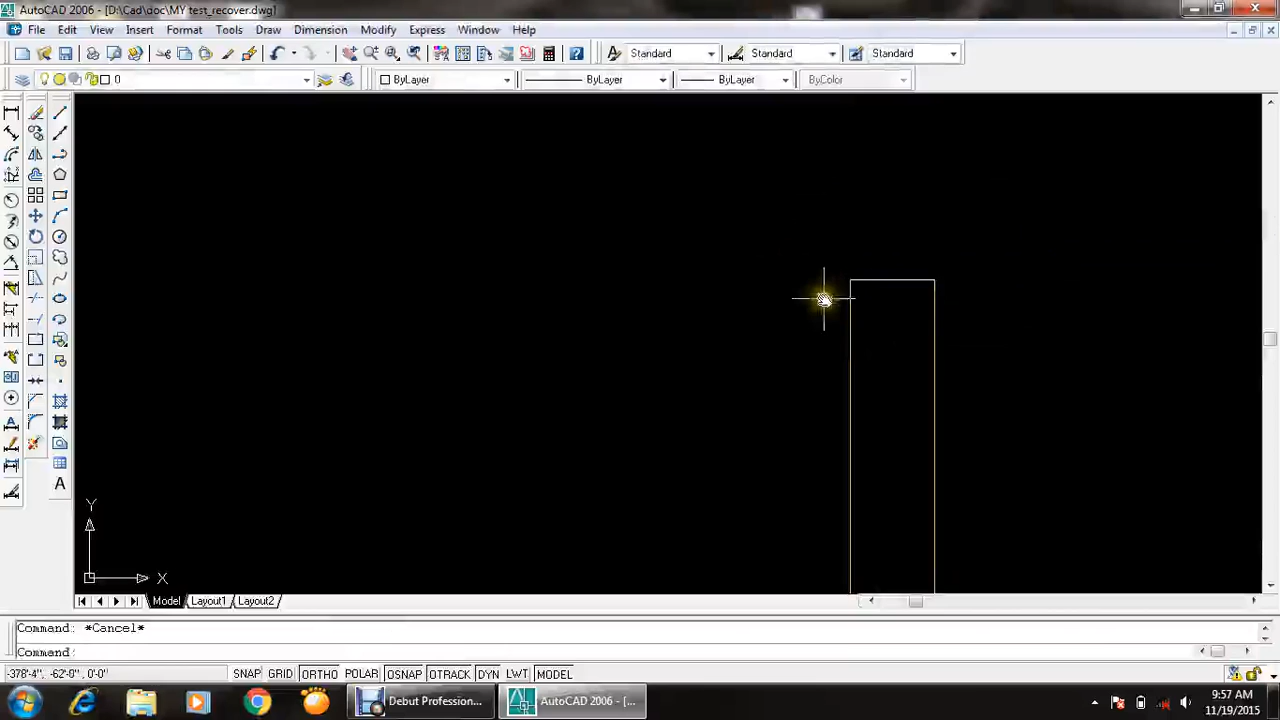 AutoCAD 2006 - [D:\Cad\doc\MY test_recover.dwg]
File Edit View Insert Format Tools Draw Dimension Modify Express Window Help
Standard Standard Standard
0 ByLayer ByLayer ByLayer ByColor
A
Y
X
Model Layout1 Layout2
Command: *Cancel*
Command:
-378'-4", -62'-9", 0'-0" SNAP GRID ORTHO POLAR OSNAP OTRACK DYN LWT MODEL
Debut Profession... AutoCAD 2006 - [...
9:57 AM
11/19/2015